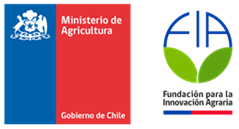 Ministerio de
Agricultura
Gobierno de Chile
FIA
Fundación para la
Innovación Agraria